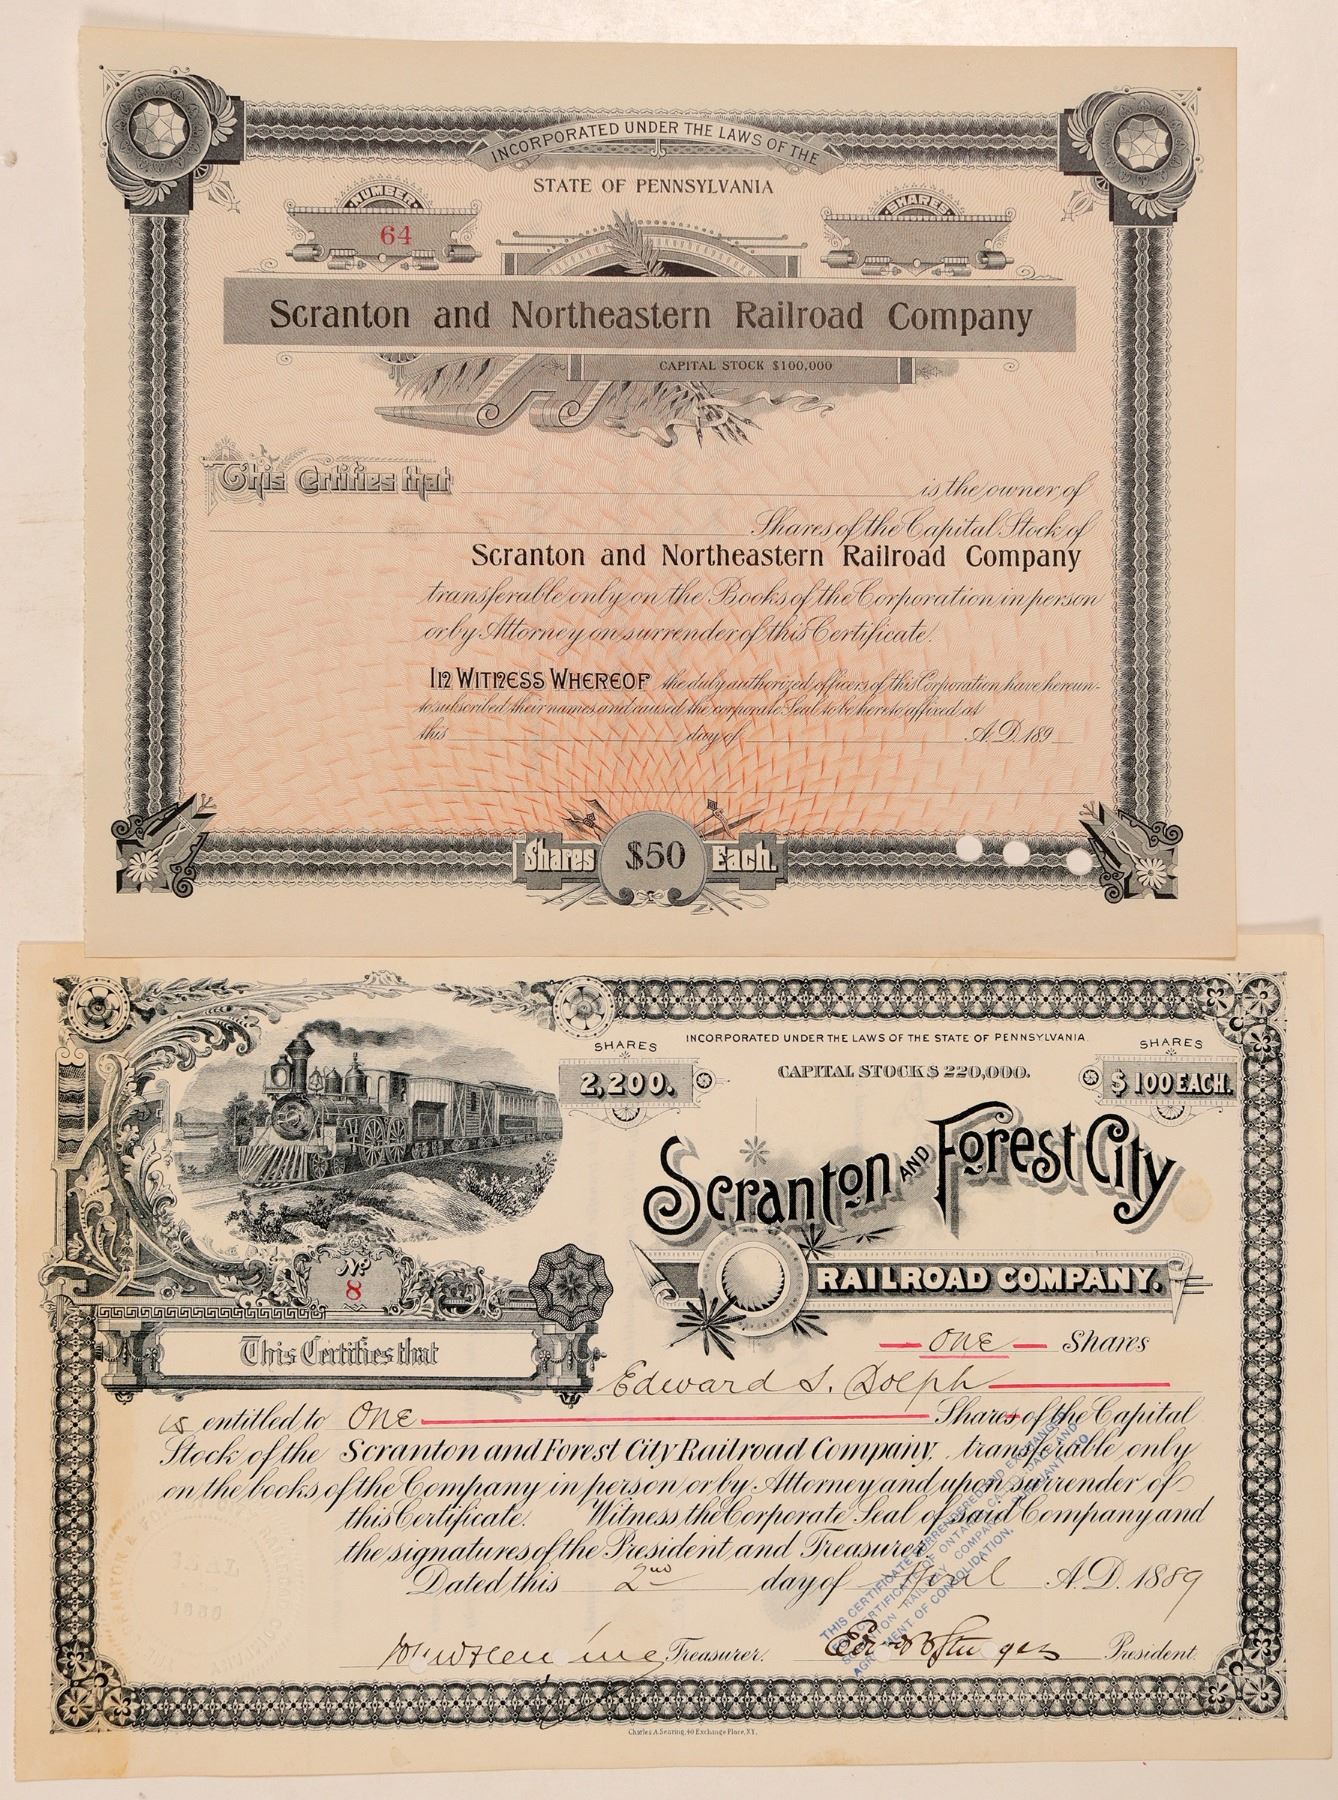 INCORPORATED UNDER THE LAWS OF THE
STATE OF PENNSYLVANIA
NUMBER
64
SHARES
Scranton and Northeastern Railroad Company
CAPITAL STOCK $100,000
This Certifies that is the owner of
Shares of the Capital Stock of
Scranton and Northeastern Railroad Company
transferable only on the Books of the Corporation in person
or by Attorney on surrender of this Certificate.
IN WITNESS WHEREOF the duly authorized officers of this Corporation have hereun-
to subscribed their names and caused the corporate Seal to be hereto affixed at
this day of A.D. 189
Shares $50 Each.
SHARES
2,200.
INCORPORATED UNDER THE LAWS OF THE STATE OF PENNSYLVANIA.
CAPITAL STOCK $ 220,000.
SHARES
$100 EACH.
Scranton AND Forest City
RAILROAD COMPANY.
No
8
This Certifies that
One Shares
Edward S. Dolph
is entitled to One Shares of the Capital
Stock of the Scranton and Forest City Railroad Company, transferable only
on the books of the Company in person or by Attorney and upon surrender of
this Certificate. Witness the Corporate Seal of said Company and
the signatures of the President and Treasurer
Dated this 2nd day of April A.D. 1889
Treasurer. President.
THIS CERTIFICATE SURRENDERED AND EXCHANGED
AGREEMENT OF CONSOLIDATION.
Charles A. Searing, 40 Exchange Place, N.Y.